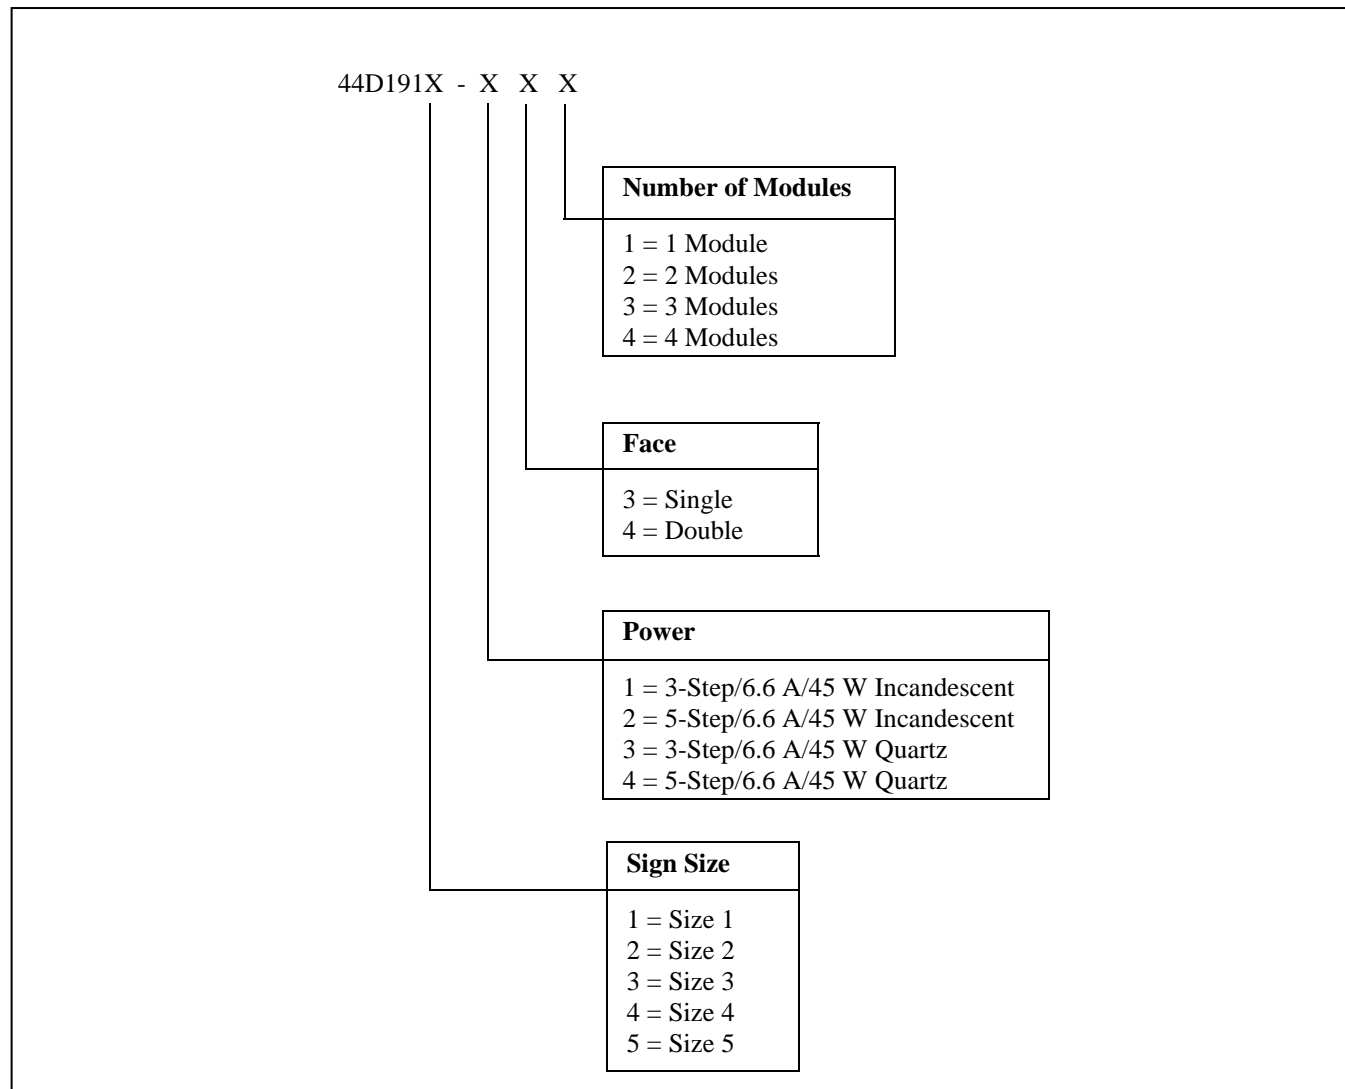 44D191X - X X X
Number of Modules
1 = 1 Module
2 = 2 Modules
3 = 3 Modules
4 = 4 Modules
Face
3 = Single
4 = Double
Power
1 = 3-Step/6.6 A/45 W Incandescent
2 = 5-Step/6.6 A/45 W Incandescent
3 = 3-Step/6.6 A/45 W Quartz
4 = 5-Step/6.6 A/45 W Quartz
Sign Size
1 = Size 1
2 = Size 2
3 = Size 3
4 = Size 4
5 = Size 5